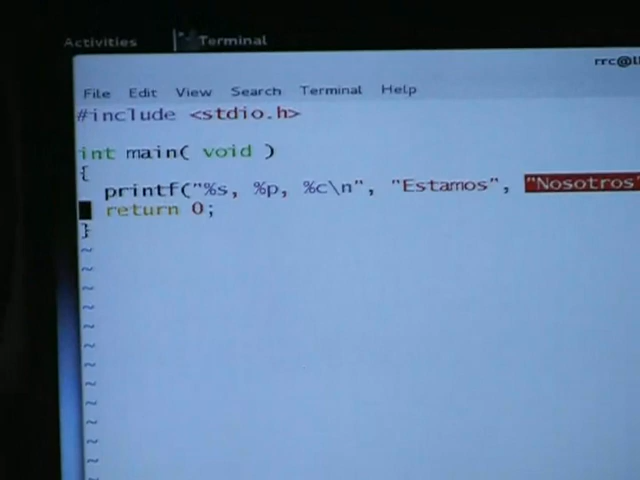 Activities Terminal
rrc@
File Edit View Search Terminal Help
#include <stdio.h>
int main( void )
{
printf("%s, %p, %c\n", "Estamos", "Nosotros"
return 0;
}
~
~
~
~
~
~
~
~
~
~
~
~